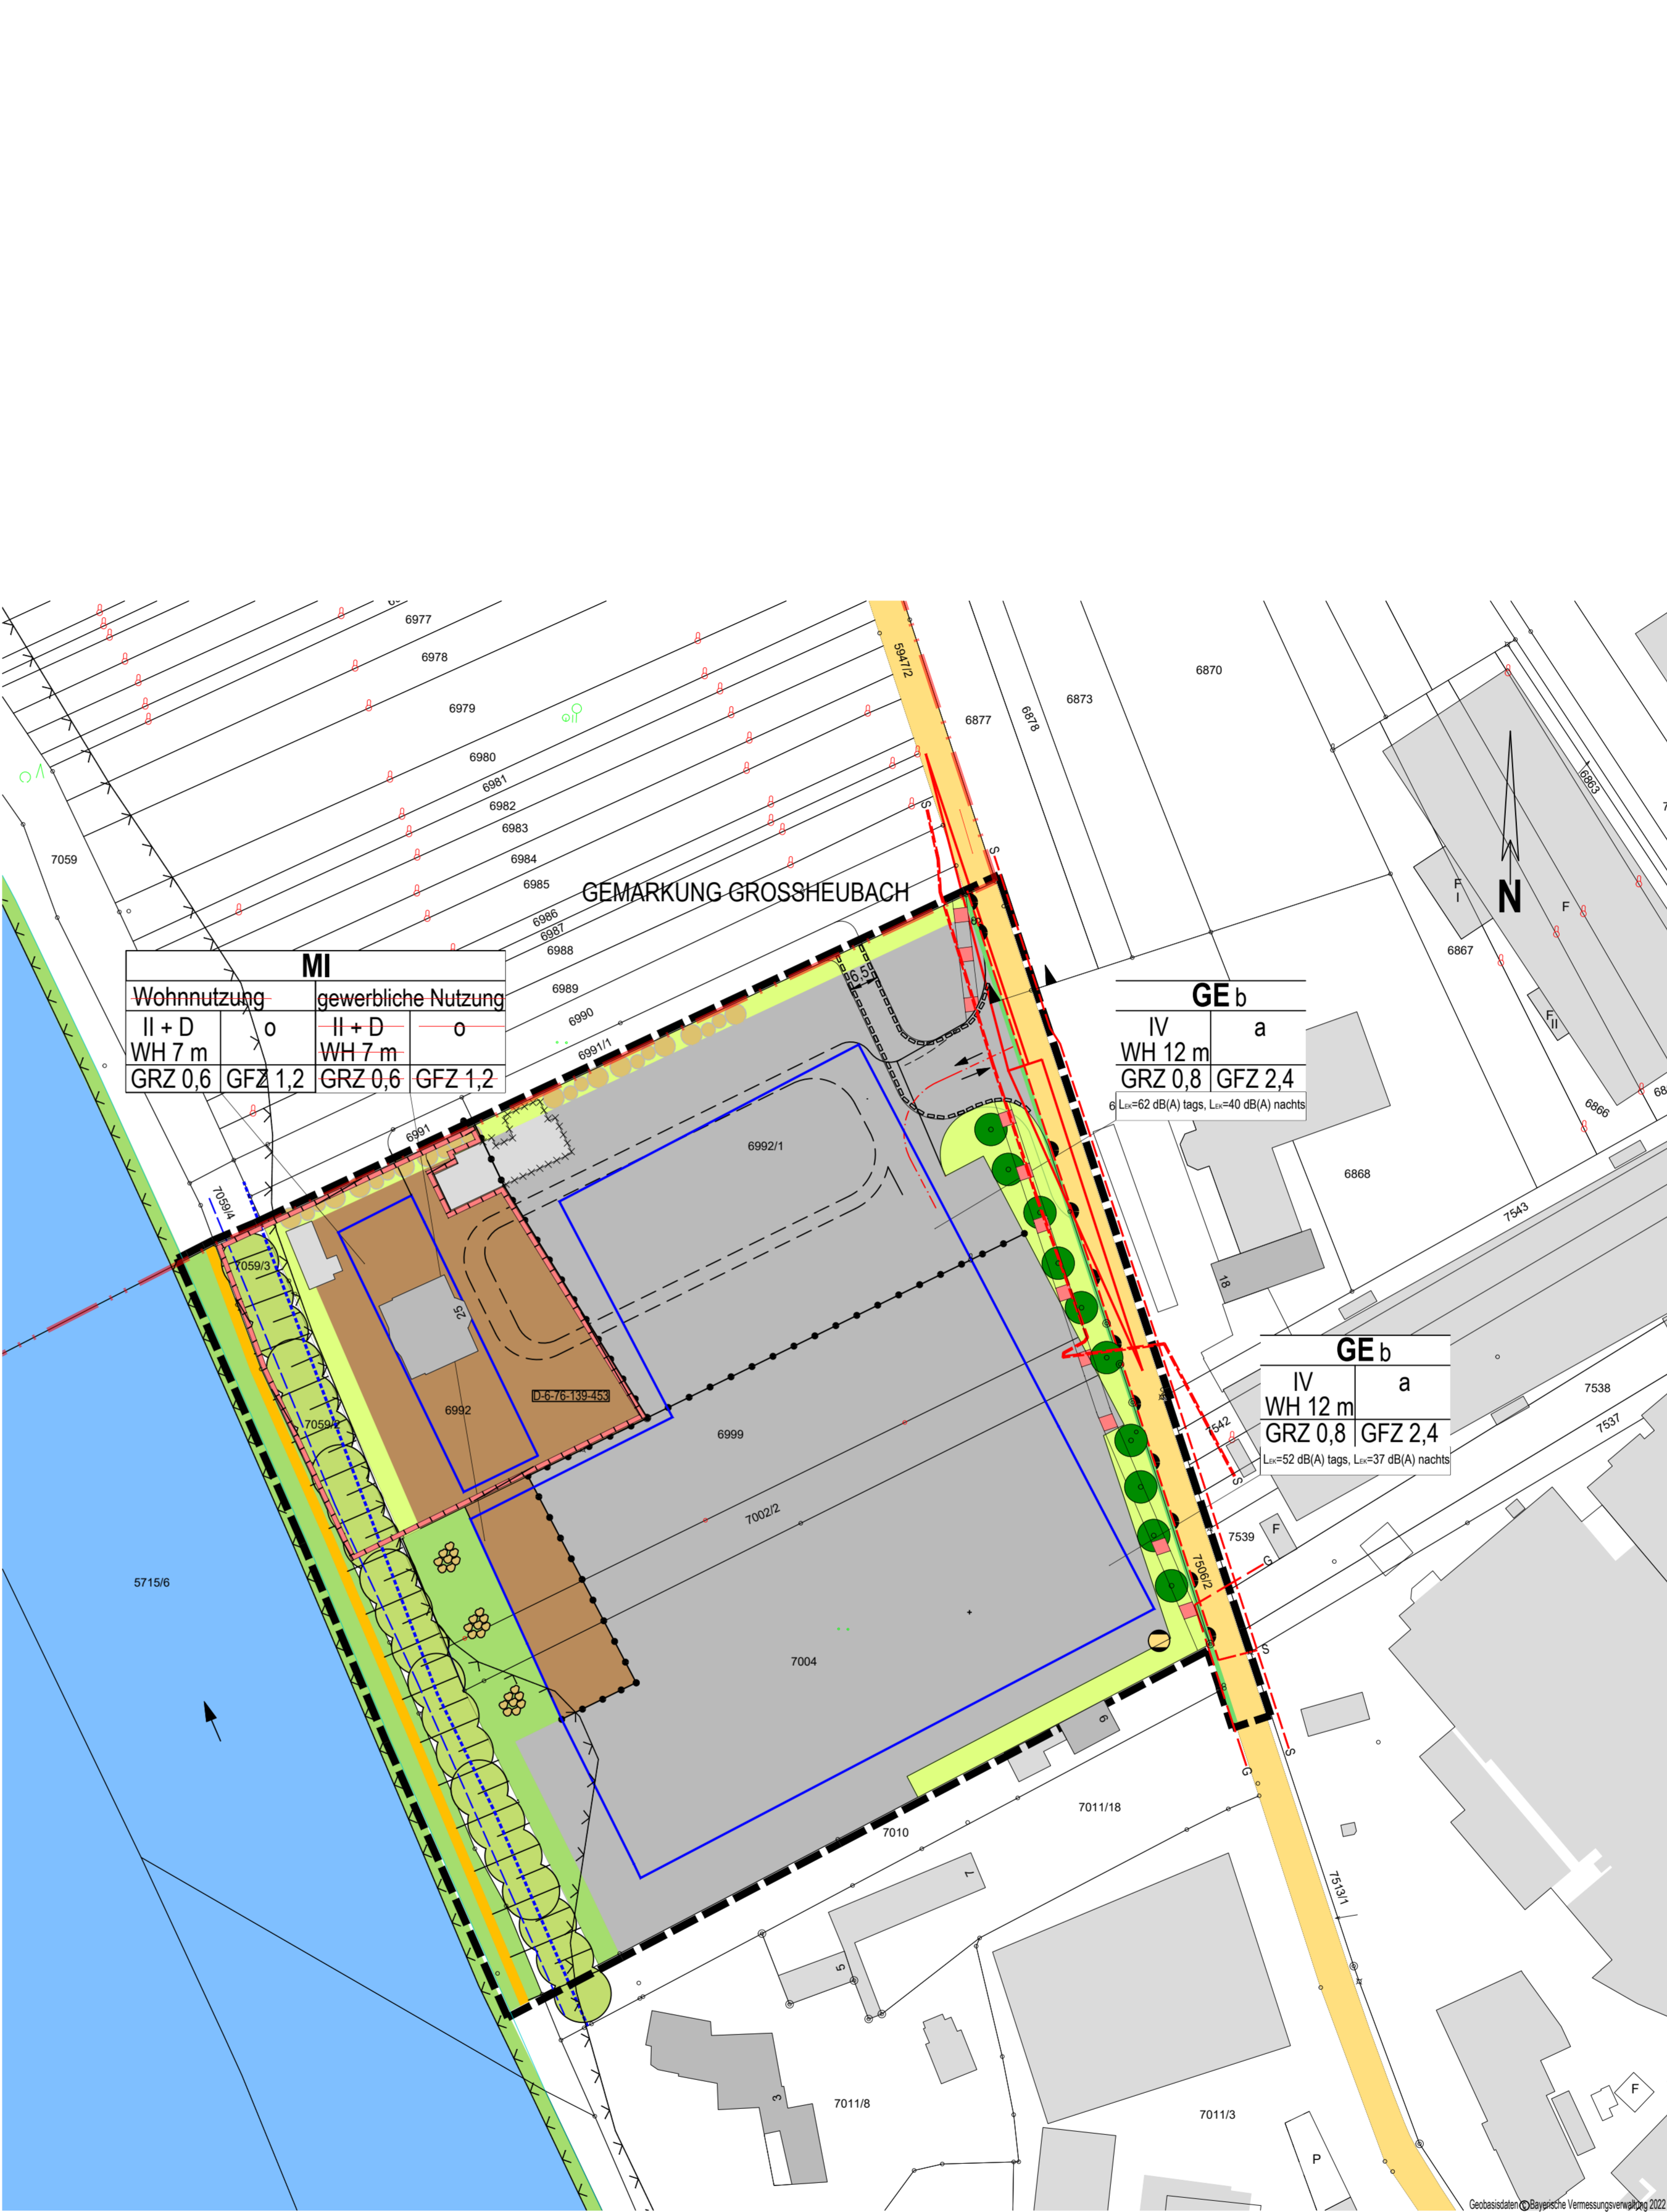 6977
6978
6979
6980
6981
6982
6983
6984
6985
6986
6987
6988
6989
6990
6991/1
6991
5947/2
6877
6878
6873
6870
6863
F
I
F
6867
F
II
6866
N
7059
GEMARKUNG GROSSHEUBACH
S
S
MI
Wohnnutzung
gewerbliche Nutzung
II + D
o
II + D
o
WH 7 m
WH 7 m
GRZ 0,6
GFZ 1,2
GRZ 0,6
GFZ 1,2
6,5
GE b
IV
a
WH 12 m
GRZ 0,8
GFZ 2,4
LEK=62 dB(A) tags, LEK=40 dB(A) nachts
6992/1
6868
7543
18
7059/4
7059/3
25
D-6-76-139-453
6992
7059/2
6999
7002/2
GE b
IV
a
WH 12 m
GRZ 0,8
GFZ 2,4
LEK=52 dB(A) tags, LEK=37 dB(A) nachts
7538
7537
7542
S
7539
F
G
7506/2
5715/6
7004
S
S
G
9
7010
7011/18
7
5
7513/1
3
7011/8
7011/3
P
F
Geobasisdaten © Bayerische Vermessungsverwaltung 2022